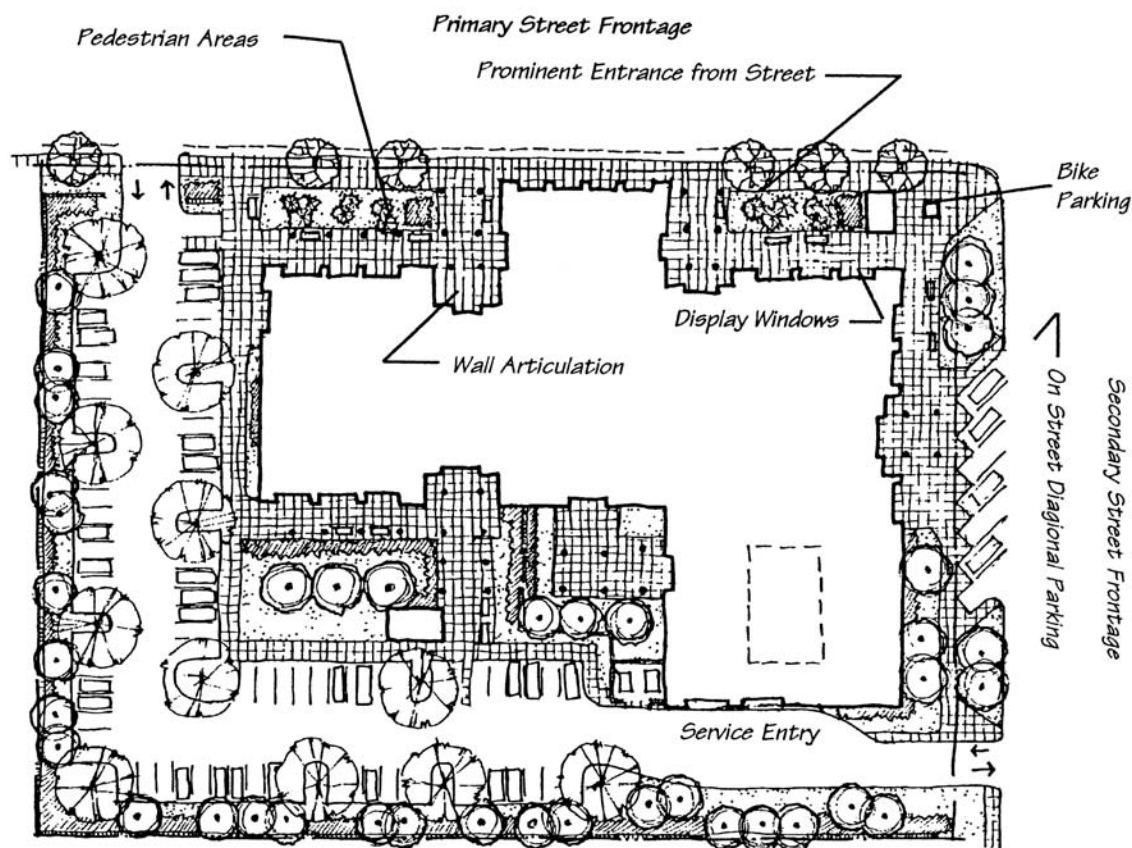 Primary Street Frontage
Pedestrian Areas
Prominent Entrance from Street
Bike
Parking
Display Windows
Wall Articulation
On Street Diagional Parking
Secondary Street Frontage
Service Entry